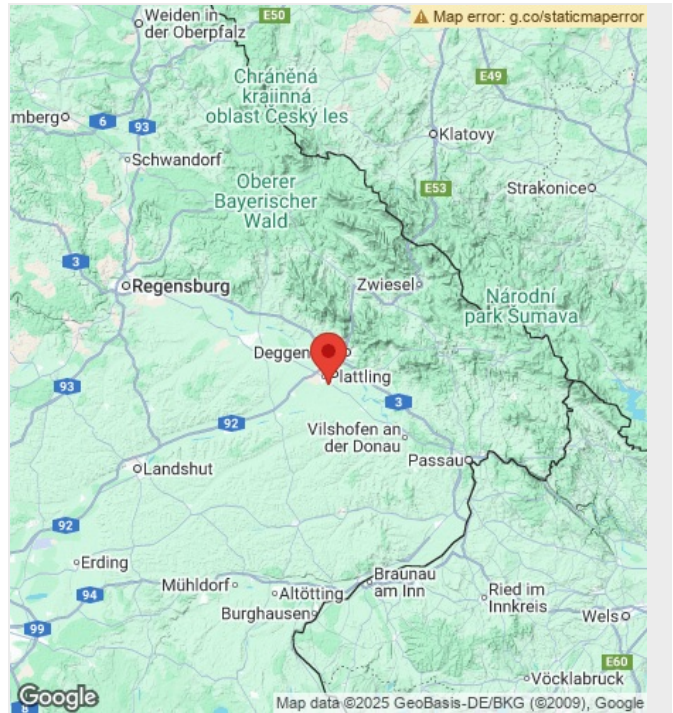 Weiden in
der Oberpfalz
E50
⚠ Map error: g.co/staticmaperror
Chráněná
krajinná
oblast Český les
E49
mberg
6
93
Klatovy
Schwandorf
Oberer
Bayerischer
Wald
E53
Strakonice
3
Regensburg
Zwiesel
Národní
park Šumava
Deggen
Plattling
93
3
92
Vilshofen an
der Donau
Passau
Landshut
92
Erding
94
Mühldorf
Altötting
Braunau
am Inn
Burghausen
Ried im
Innkreis
99
Wels
E60
Vöcklabruck
8
Google
Map data ©2025 GeoBasis-DE/BKG (©2009), Google